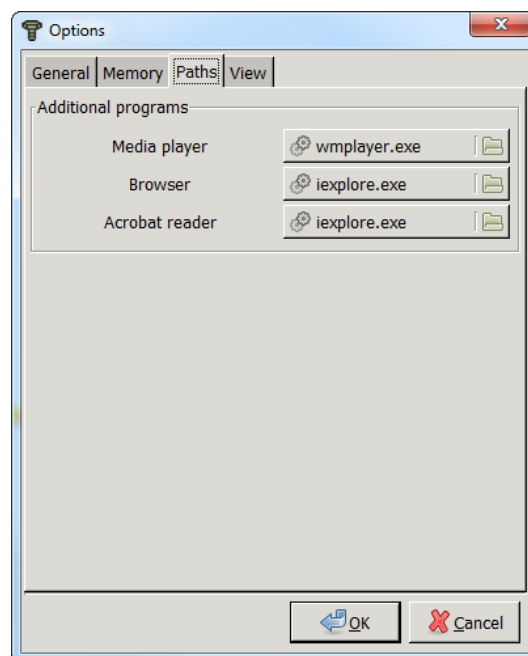 Options
General Memory Paths View
Additional programs
Media player wmplayer.exe
Browser iexplore.exe
Acrobat reader iexplore.exe
OK Cancel